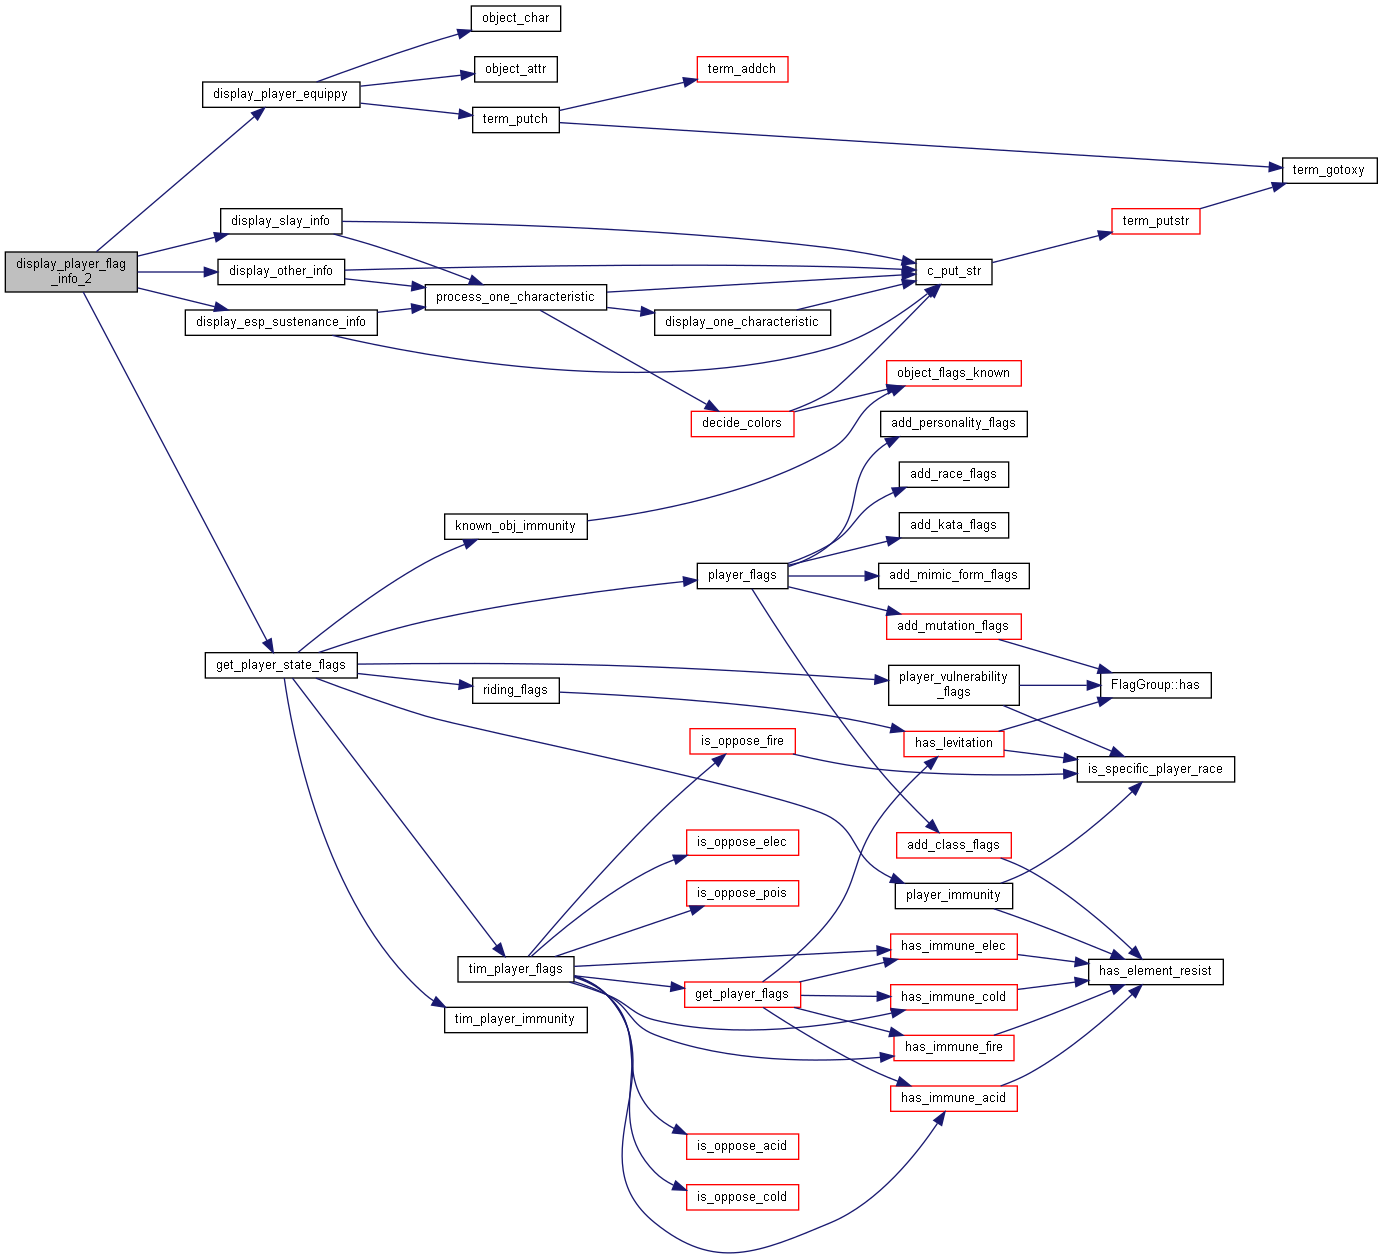 object_char
object_attr
term_addch
display_player_equippy
term_putch
term_gotoxy
display_slay_info
term_putstr
display_player_flag
_info_2
display_other_info
c_put_str
process_one_characteristic
display_esp_sustenance_info
display_one_characteristic
object_flags_known
decide_colors
add_personality_flags
add_race_flags
known_obj_immunity
add_kata_flags
player_flags
add_mimic_form_flags
add_mutation_flags
get_player_state_flags
player_vulnerability
_flags
FlagGroup::has
riding_flags
is_oppose_fire
has_levitation
is_specific_player_race
is_oppose_elec
add_class_flags
is_oppose_pois
player_immunity
has_immune_elec
tim_player_flags
has_element_resist
get_player_flags
has_immune_cold
tim_player_immunity
has_immune_fire
has_immune_acid
is_oppose_acid
is_oppose_cold